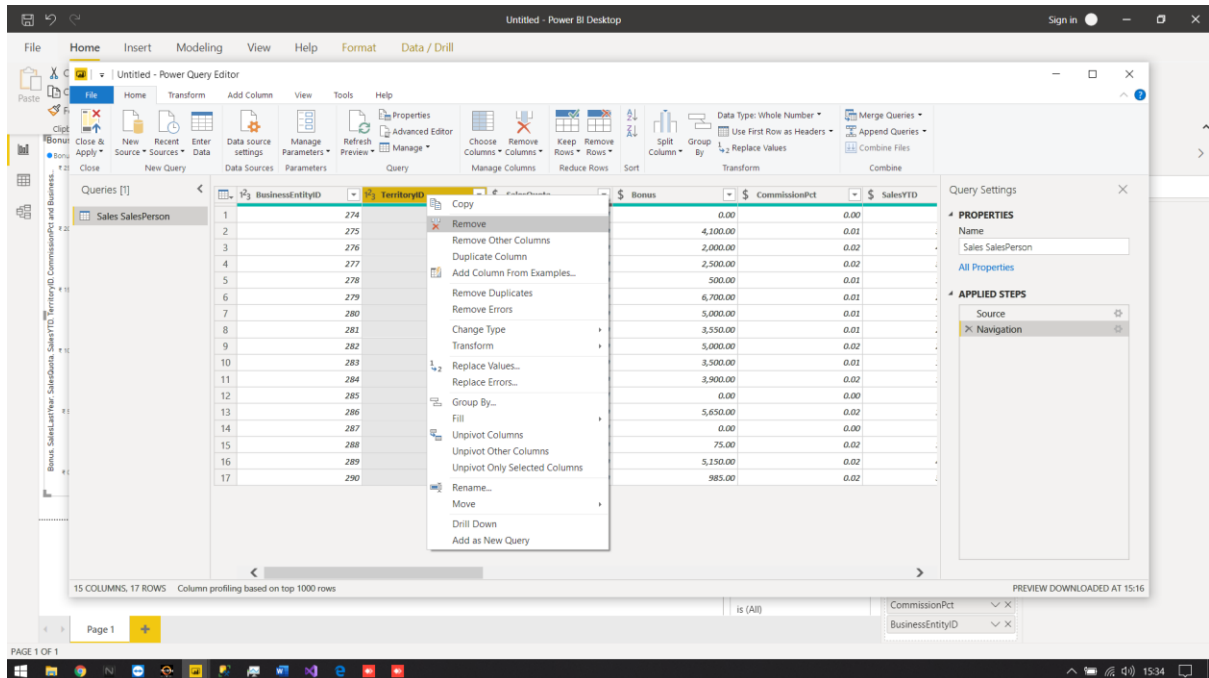 Untitled - Power BI Desktop
Sign in
File Home Insert Modeling View Help Format Data / Drill
Untitled - Power Query Editor
Paste
File Home Transform Add Column View Tools Help
Close & Apply
New Source
Recent Sources
Enter Data
Data source settings
Manage Parameters
Refresh Preview
Properties
Advanced Editor
Manage
Choose Columns
Remove Columns
Keep Rows
Remove Rows
Split Column
Group By
Data Type: Whole Number
Use First Row as Headers
Replace Values
Merge Queries
Append Queries
Combine Files
Close New Query Data Sources Parameters Query Manage Columns Reduce Rows Sort Transform Combine
Queries [1]
Sales SalesPerson
BusinessEntityID TerritoryID SalesQuota Bonus CommissionPct SalesYTD
1 274 0.00 0.00
2 275 4,100.00 0.01
3 276 2,000.00 0.02
4 277 2,500.00 0.02
5 278 500.00 0.01
6 279 6,700.00 0.01
7 280 5,000.00 0.01
8 281 3,550.00 0.01
9 282 5,000.00 0.02
10 283 3,500.00 0.01
11 284 3,900.00 0.02
12 285 0.00 0.00
13 286 5,650.00 0.02
14 287 0.00 0.00
15 288 75.00 0.02
16 289 5,150.00 0.02
17 290 985.00 0.02
Copy
Remove
Remove Other Columns
Duplicate Column
Add Column From Examples...
Remove Duplicates
Remove Errors
Change Type
Transform
Replace Values...
Replace Errors...
Group By...
Fill
Unpivot Columns
Unpivot Other Columns
Unpivot Only Selected Columns
Rename...
Move
Drill Down
Add as New Query
Query Settings
PROPERTIES
Name
Sales SalesPerson
All Properties
APPLIED STEPS
Source
Navigation
Bonus, SalesLastYear, SalesQuota, SalesYTD, TerritoryID, CommissionPct and Business...
15 COLUMNS, 17 ROWS Column profiling based on top 1000 rows
PREVIEW DOWNLOADED AT 15:16
is (All)
CommissionPct
BusinessEntityID
Page 1
PAGE 1 OF 1
15:34